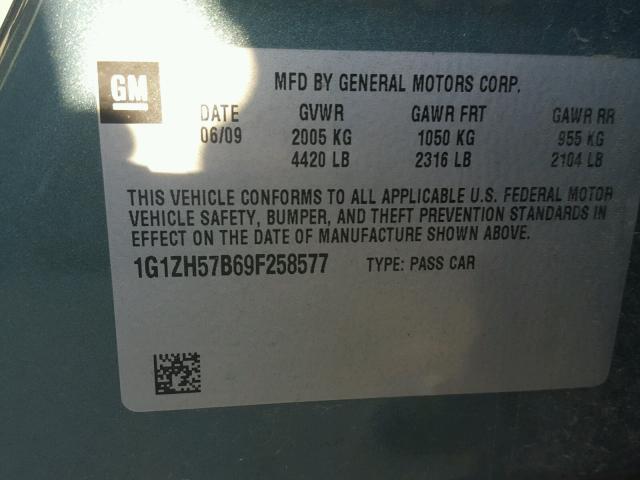 GM
MFD BY GENERAL MOTORS CORP.
DATE GVWR GAWR FRT GAWR RR
06/09 2005 KG 1050 KG 955 KG
4420 LB 2316 LB 2104 LB
THIS VEHICLE CONFORMS TO ALL APPLICABLE U.S. FEDERAL MOTOR
VEHICLE SAFETY, BUMPER, AND THEFT PREVENTION STANDARDS IN
EFFECT ON THE DATE OF MANUFACTURE SHOWN ABOVE.
1G1ZH57B69F258577 TYPE: PASS CAR